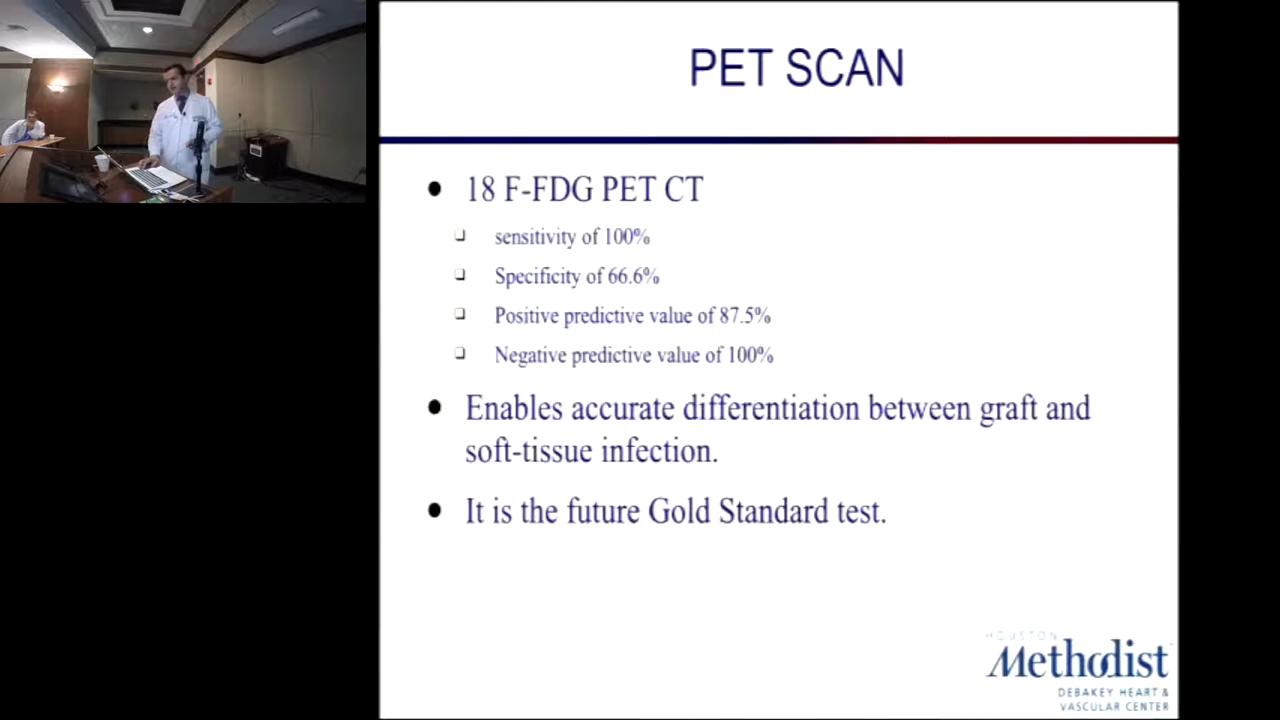 PET SCAN
18 F-FDG PET CT
sensitivity of 100%
Specificity of 66.6%
Positive predictive value of 87.5%
Negative predictive value of 100%
Enables accurate differentiation between graft and
soft-tissue infection.
It is the future Gold Standard test.
HOUSTON
Methodist
DEBAKEY HEART &
VASCULAR CENTER